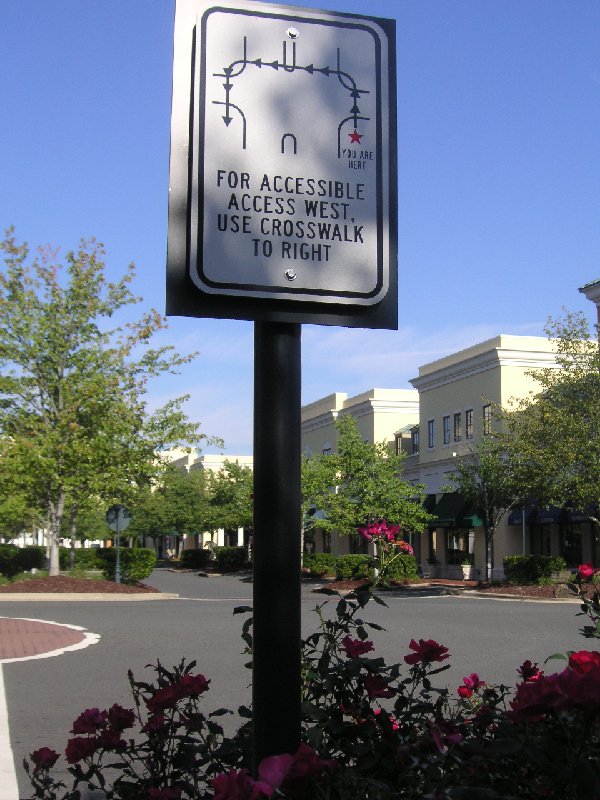 YOU ARE
HERE
FOR ACCESSIBLE
ACCESS WEST,
USE CROSSWALK
TO RIGHT